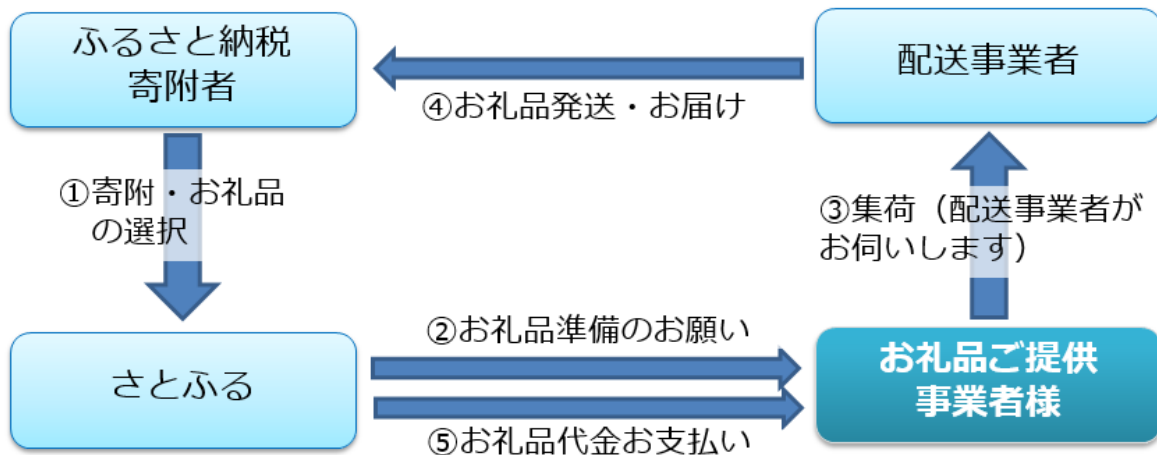 ふるさと納税
寄附者
配送事業者
④お礼品発送・お届け
①寄附・お礼品
の選択
③集荷（配送事業者が
お伺いします）
②お礼品準備のお願い
さとふる
お礼品ご提供
事業者様
⑤お礼品代金お支払い